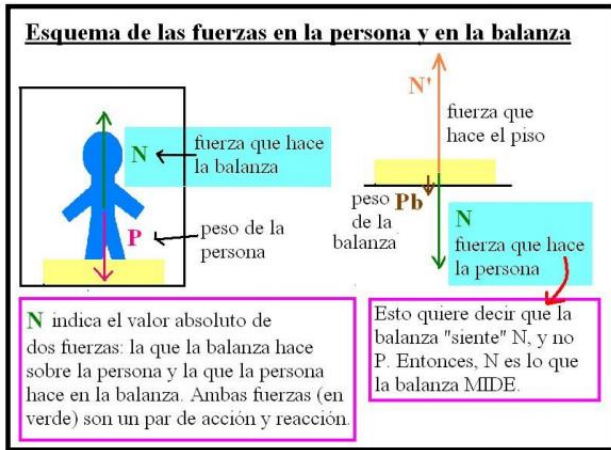 Esquema de las fuerzas en la persona y en la balanza
N
fuerza que hace
la balanza
P
peso de la
persona
N'
fuerza que
hace el piso
Pb
peso
de la
balanza
N
fuerza que hace
la persona
N indica el valor absoluto de
dos fuerzas: la que la balanza hace
sobre la persona y la que la persona
hace en la balanza. Ambas fuerzas (en
verde) son un par de acción y reacción.
Esto quiere decir que la
balanza "siente" N, y no
P. Entonces, N es lo que
la balanza MIDE.